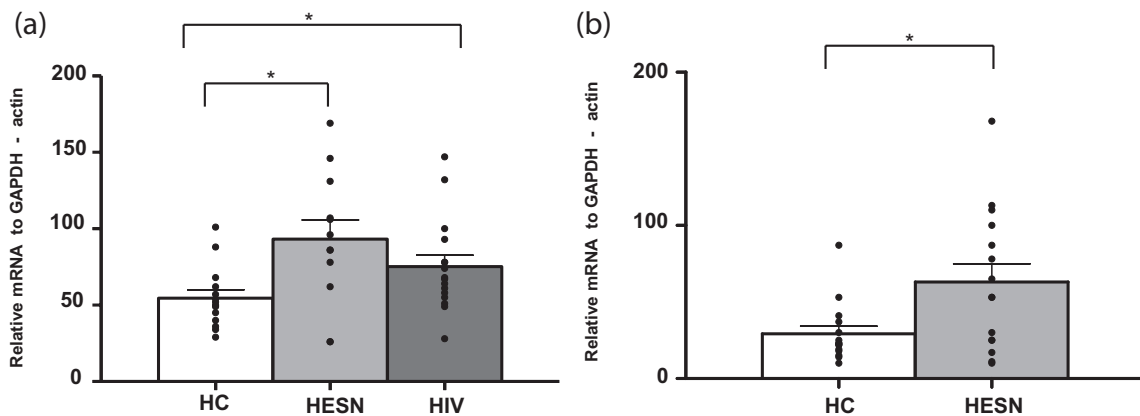 (a)
*
*
200
150
100
50
0
Relative mRNA to GAPDH - actin
HC HESN HIV
(b)
*
200
100
0
Relative mRNA to GAPDH - actin
HC HESN